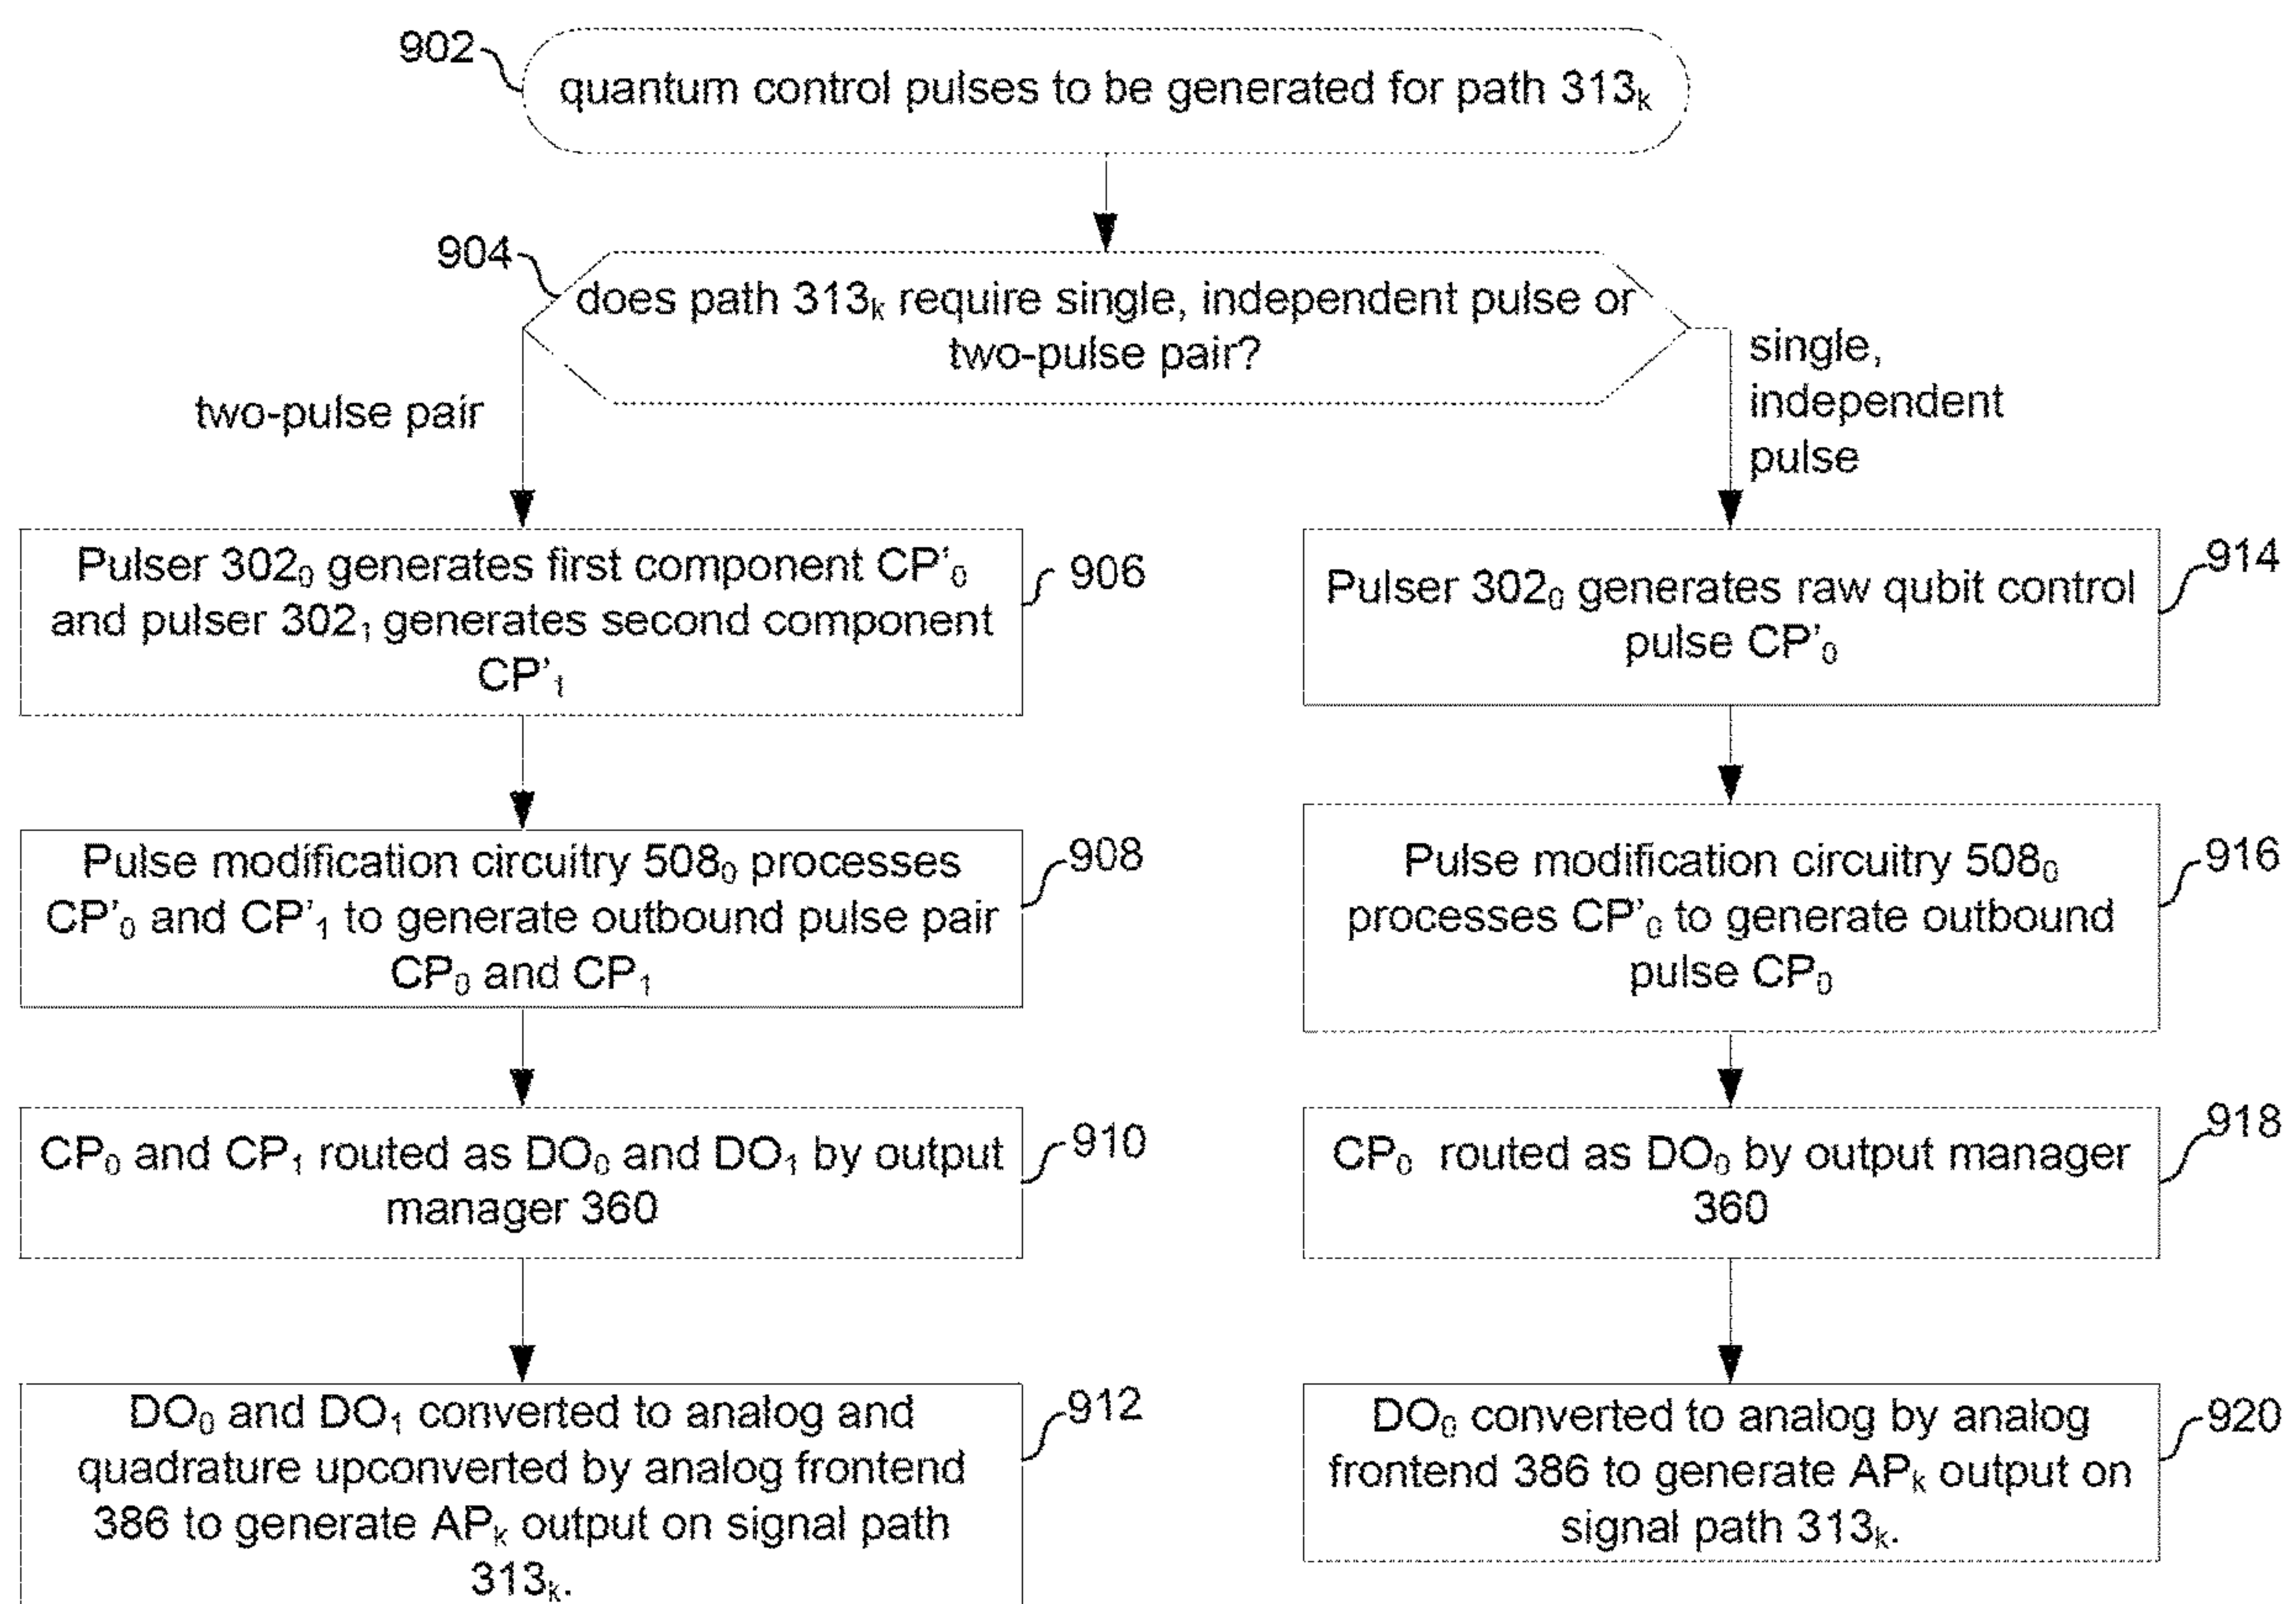 902
quantum control pulses to be generated for path 313ₖ
904
does path 313ₖ require single, independent pulse or
two-pulse pair?
two-pulse pair
single,
independent
pulse
Pulser 302₀ generates first component CP'₀
and pulser 302₁ generates second component
CP'₁
906
Pulse modification circuitry 508₀ processes
CP'₀ and CP'₁ to generate outbound pulse pair
CP₀ and CP₁
908
CP₀ and CP₁ routed as DO₀ and DO₁ by output
manager 360
910
DO₀ and DO₁ converted to analog and
quadrature upconverted by analog frontend
386 to generate APₖ output on signal path
313ₖ.
912
Pulser 302₀ generates raw qubit control
pulse CP'₀
914
Pulse modification circuitry 508₀
processes CP'₀ to generate outbound
pulse CP₀
916
CP₀ routed as DO₀ by output manager
360
918
DO₀ converted to analog by analog
frontend 386 to generate APₖ output on
signal path 313ₖ.
920